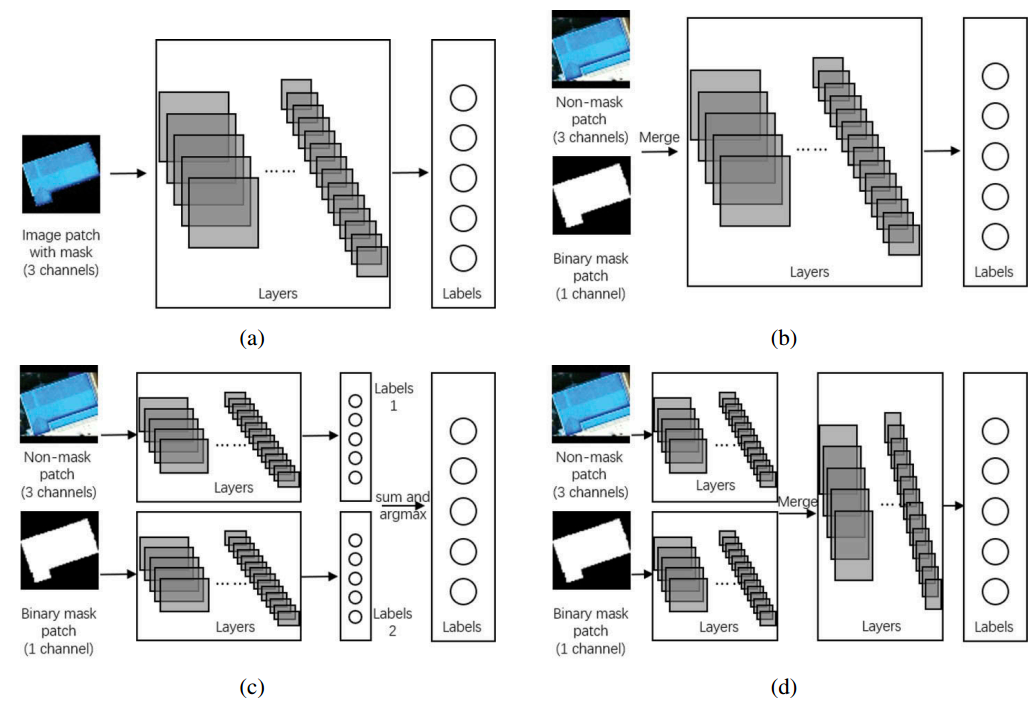 Image patch
with mask
(3 channels)
……
Layers
Labels
(a)
Non-mask
patch
(3 channels)
Merge
Binary mask
patch
(1 channel)
……
Layers
Labels
(b)
Non-mask
patch
(3 channels)
……
Layers
Labels
1
sum and
argmax
Binary mask
patch
(1 channel)
……
Layers
Labels
2
Labels
(c)
Non-mask
patch
(3 channels)
……
Layers
Binary mask
patch
(1 channel)
……
Layers
Merge
……
Layers
Labels
(d)